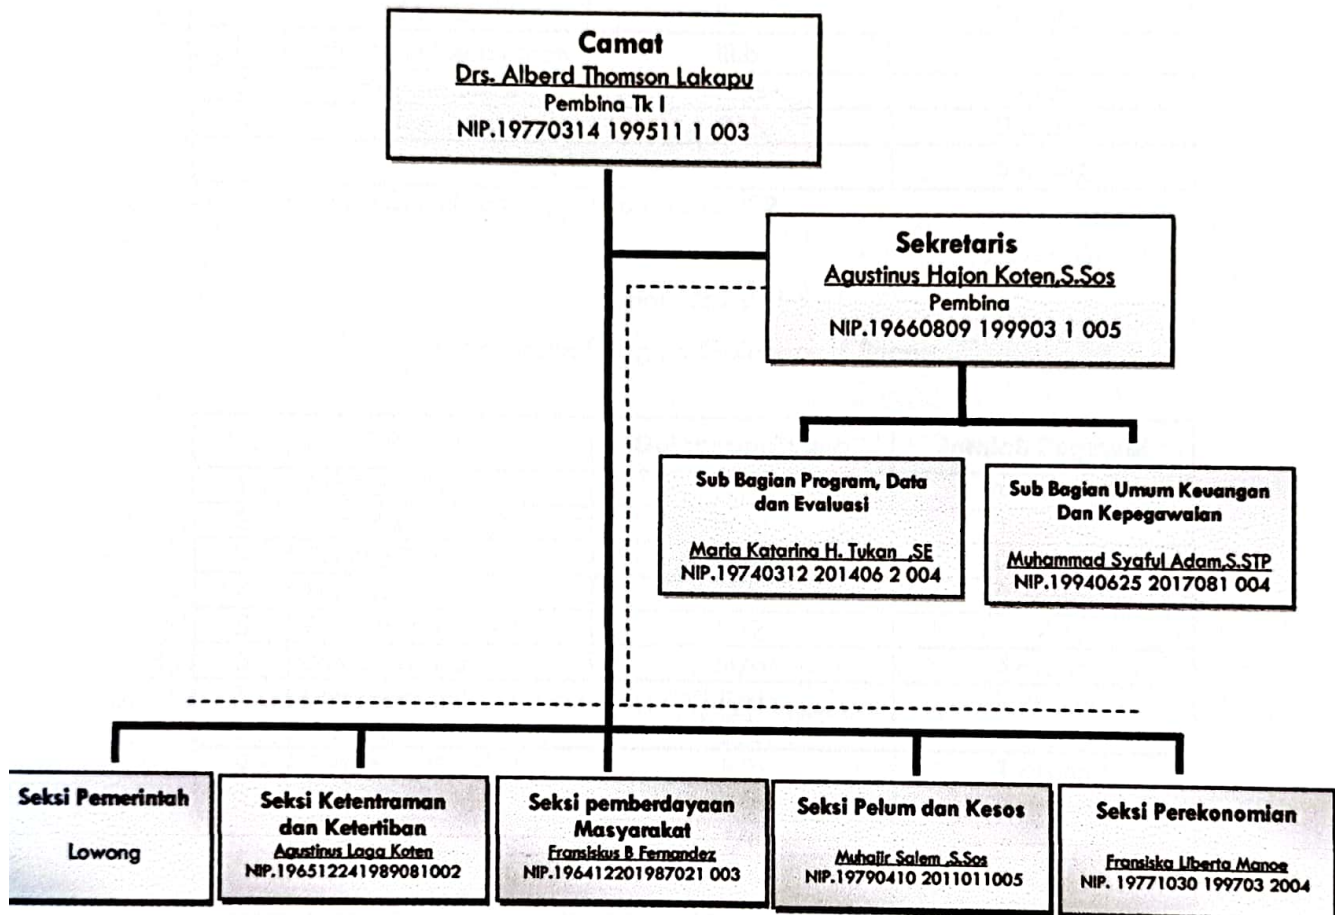 Camat
Drs. Alberd Thomson Lakapu
Pembina Tk I
NIP.19770314 199511 1 003
Sekretaris
Agustinus Hajon Koten,S.Sos
Pembina
NIP.19660809 199903 1 005
Sub Bagian Program, Data
dan Evaluasi
Maria Katarina H. Tukan ,SE
NIP.19740312 201406 2 004
Sub Bagian Umum Keuangan
Dan Kepegawaian
Muhammad Syaful Adam,S.STP
NIP.19940625 2017081 004
Seksi Pemerintah
Lowong
Seksi Ketentraman
dan Ketertiban
Agustinus Laga Koten
NIP.196512241989081002
Seksi pemberdayaan
Masyarakat
Fransiskus B Fernandez
NIP.196412201987021 003
Seksi Pelum dan Kesos
Muhajir Salem ,S.Sos
NIP.19790410 2011011005
Seksi Perekonomian
Fransiska Liberta Manoe
NIP. 19771030 199703 2004